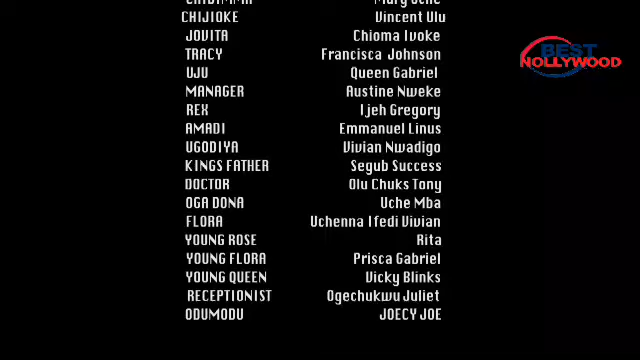 CHIJIOKE Vincent Ulu
JOVITA Chioma Ivoke
TRACY Francisca Johnson
UJU Queen Gabriel
MANAGER Austine Nweke
REX Ijeh Gregory
AMADI Emmanuel Linus
UGODIYA Vivian Nwadigo
KINGS FATHER Segub Success
DOCTOR Olu Chuks Tony
OGA DONA Uche Mba
FLORA Uchenna Ifedi Vivian
YOUNG ROSE Rita
YOUNG FLORA Prisca Gabriel
YOUNG QUEEN Vicky Blinks
RECEPTIONIST Ogechukwu Juliet
ODUMODU JOECY JOE
BEST
NOLLYWOOD